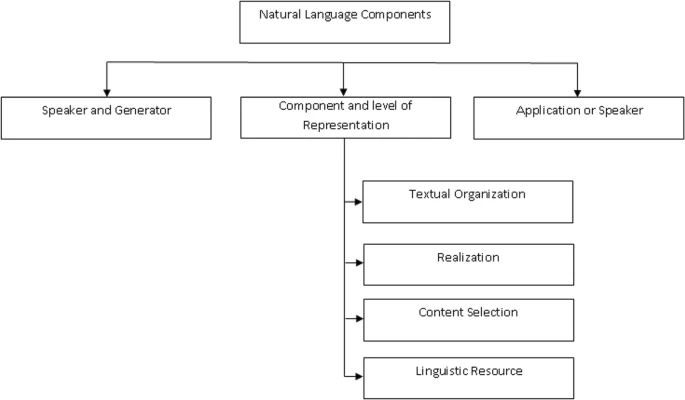 Natural Language Components
Speaker and Generator
Component and level of
Representation
Application or Speaker
Textual Organization
Realization
Content Selection
Linguistic Resource